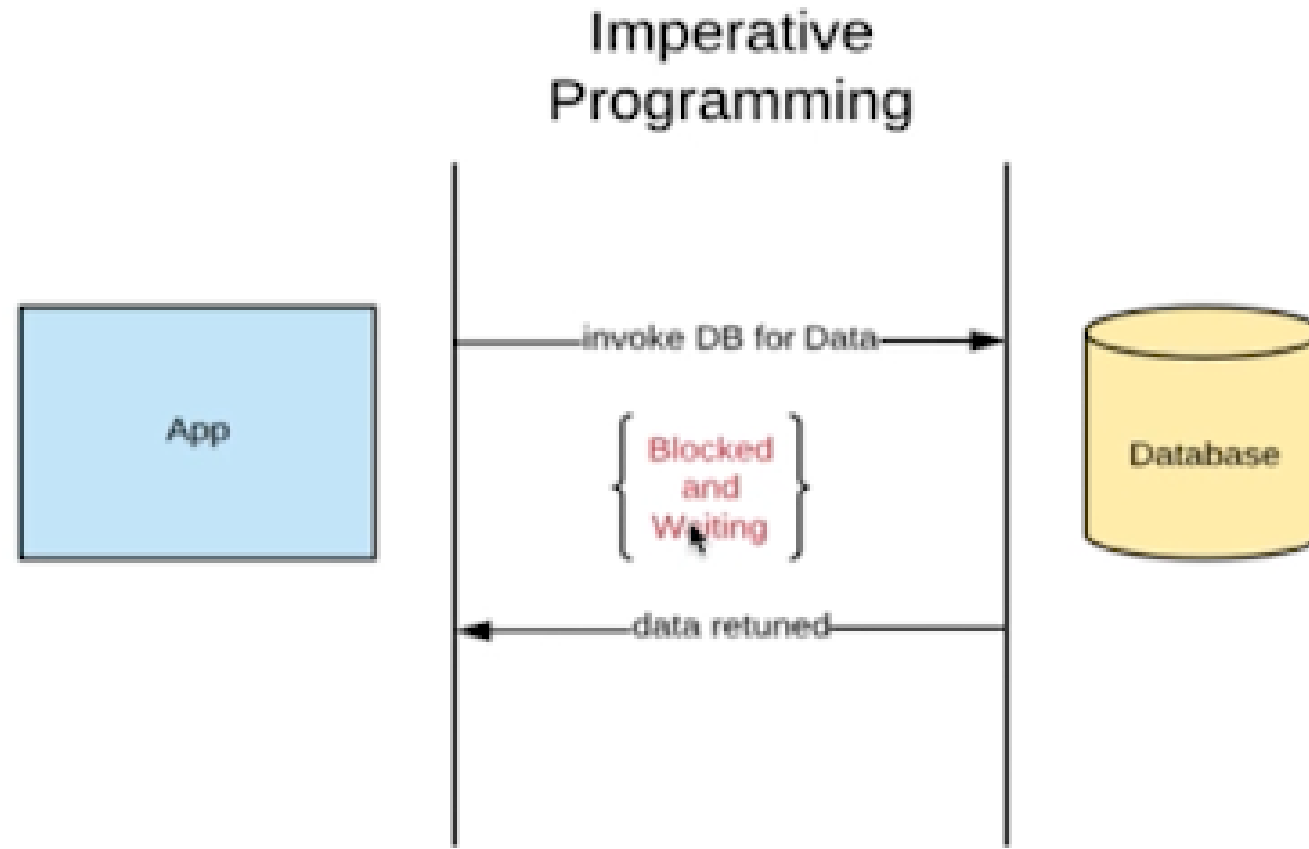 Imperative
Programming
invoke DB for Data
App
Blocked
and
Waiting
Database
data retuned